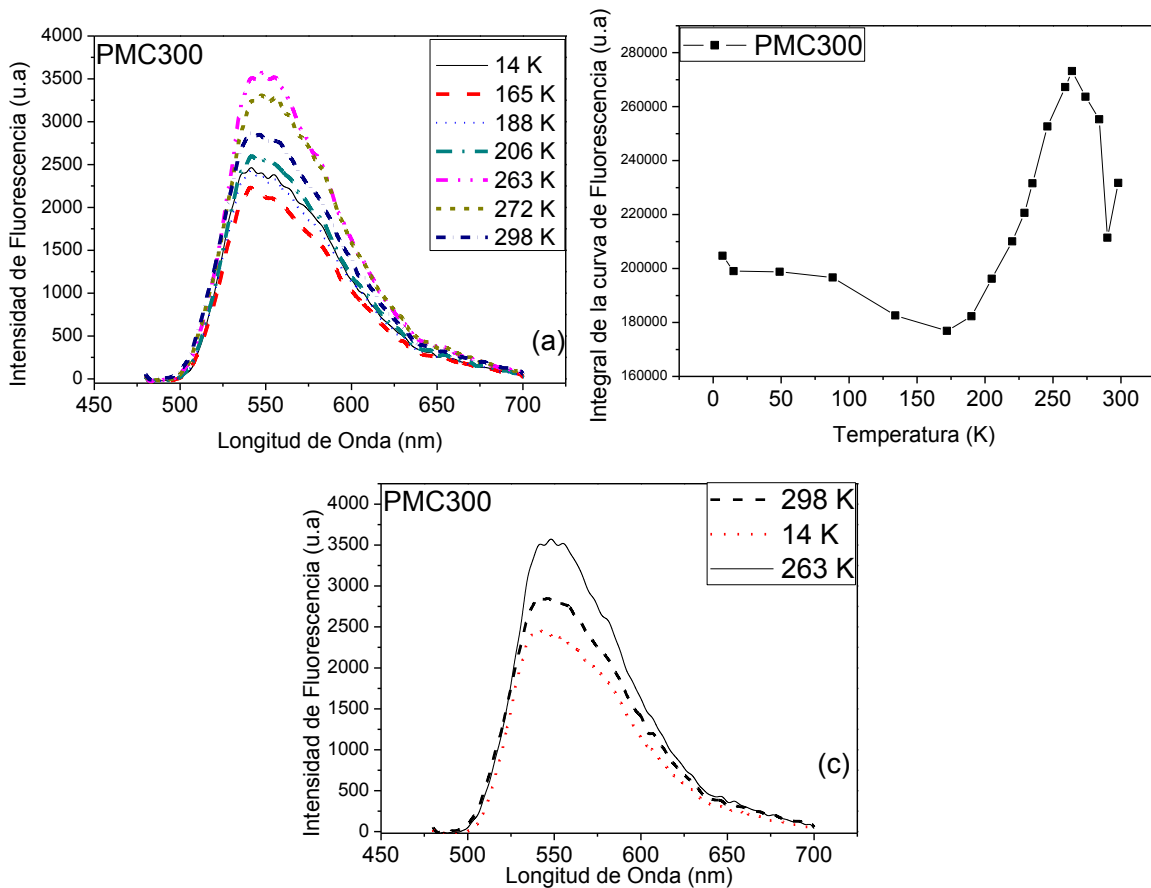 PMC300
14 K
165 K
188 K
206 K
263 K
272 K
298 K
(a)
Intensidad de Fluorescencia (u.a)
4000
3500
3000
2500
2000
1500
1000
500
0
450 500 550 600 650 700
Longitud de Onda (nm)
PMC300
Integral de la curva de Fluorescencia (u.a)
280000
260000
240000
220000
200000
180000
160000
0 50 100 150 200 250 300
Temperatura (K)
PMC300
298 K
14 K
263 K
(c)
Intensidad de Fluorescencia (u.a)
4000
3500
3000
2500
2000
1500
1000
500
0
450 500 550 600 650 700
Longitud de Onda (nm)